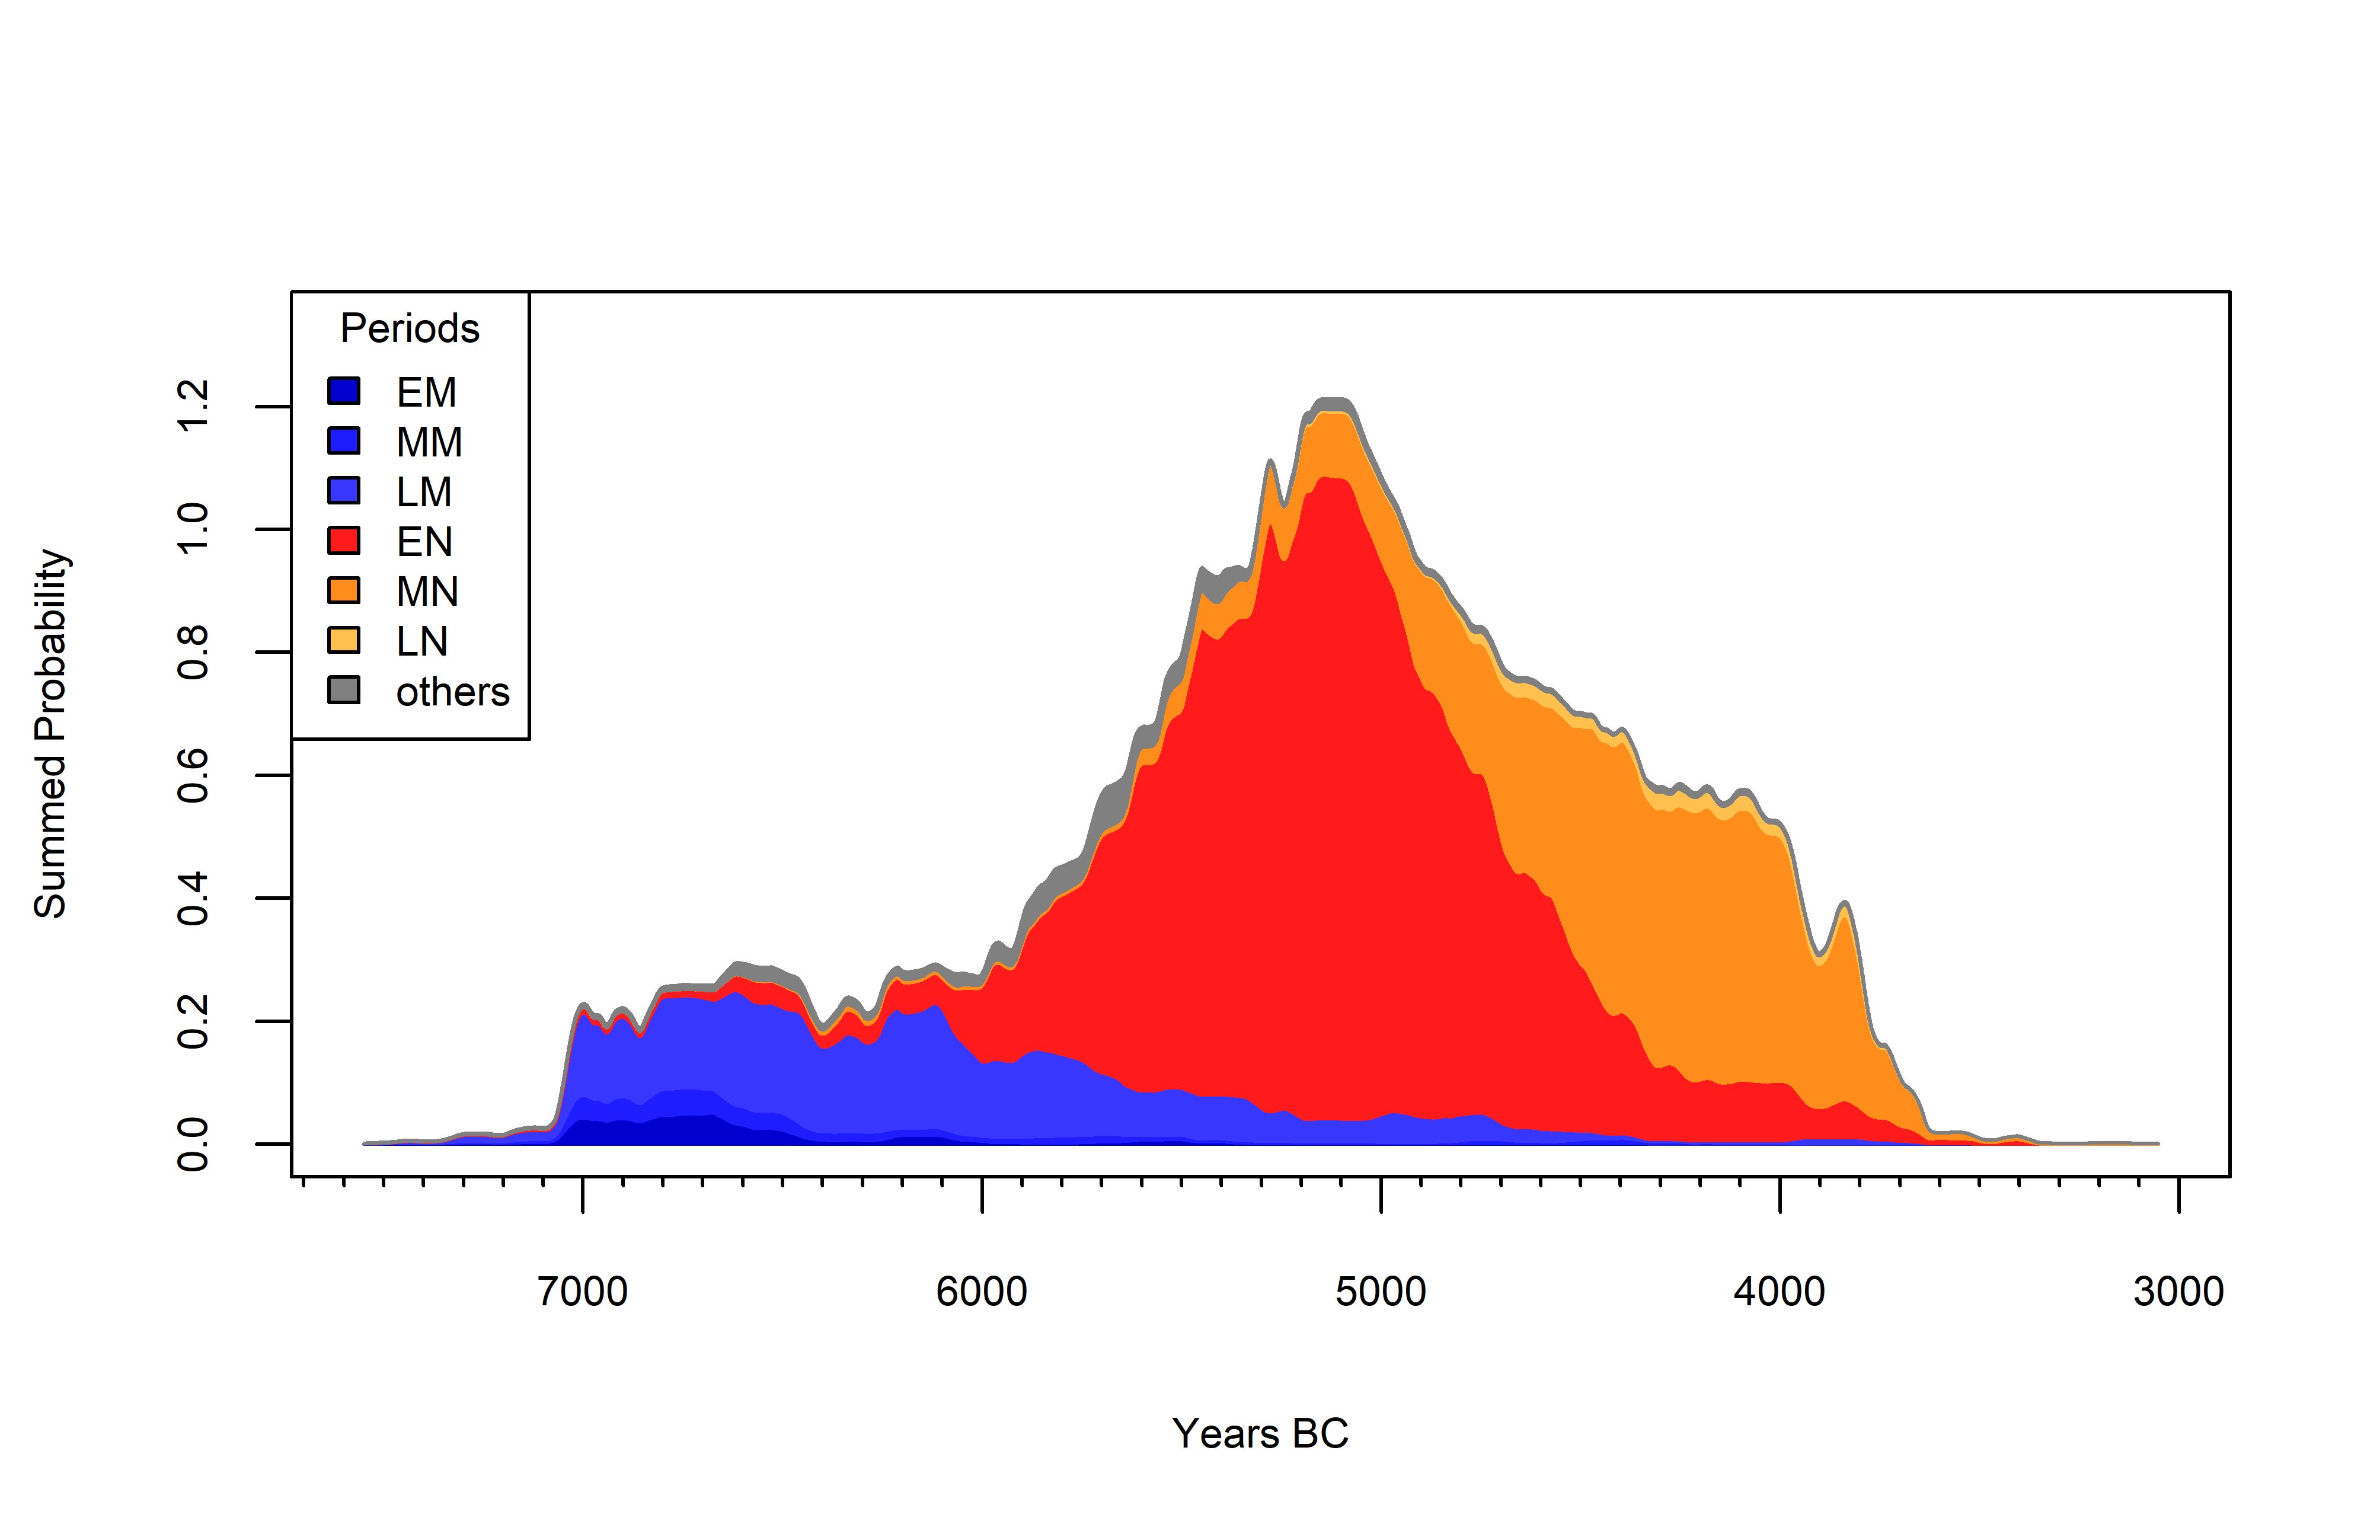 Periods
EM
MM
LM
EN
MN
LN
others
Summed Probability
1.2
1.0
0.8
0.6
0.4
0.2
0.0
7000 6000 5000 4000 3000
Years BC